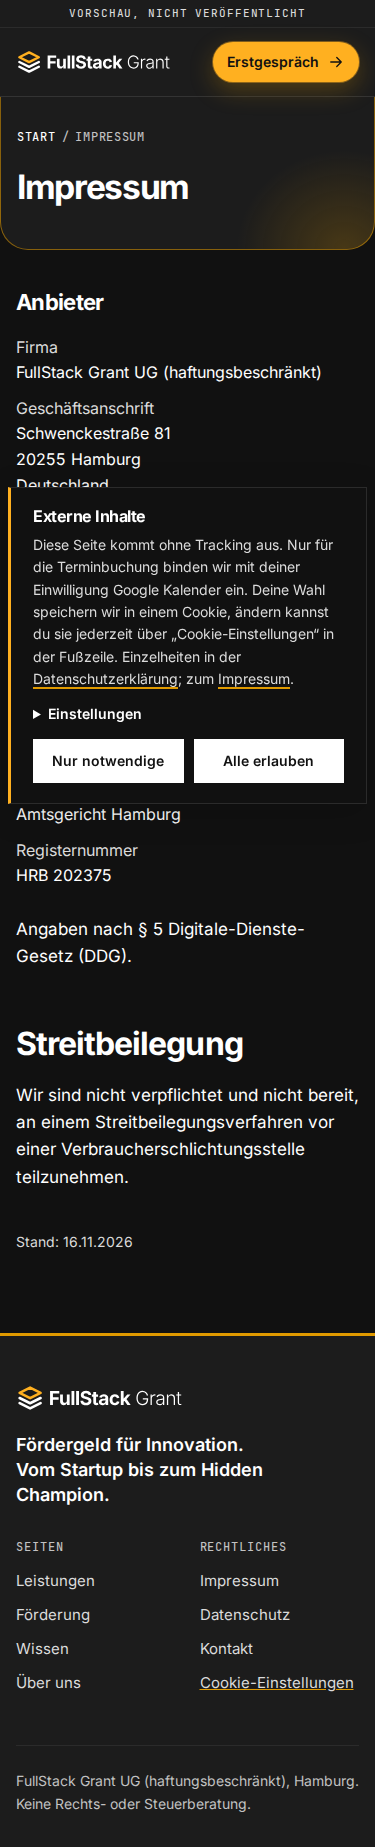 VORSCHAU, NICHT VERÖFFENTLICHT
FullStack Grant
Erstgespräch →
START / IMPRESSUM
Impressum
Anbieter
Firma
FullStack Grant UG (haftungsbeschränkt)
Geschäftsanschrift
Schwenckestraße 81
20255 Hamburg
Deutschland
Externe Inhalte
Diese Seite kommt ohne Tracking aus. Nur für
die Terminbuchung binden wir mit deiner
Einwilligung Google Kalender ein. Deine Wahl
speichern wir in einem Cookie, ändern kannst
du sie jederzeit über „Cookie-Einstellungen“ in
der Fußzeile. Einzelheiten in der
Datenschutzerklärung; zum Impressum.
Einstellungen
Nur notwendige
Alle erlauben
Amtsgericht Hamburg
Registernummer
HRB 202375
Angaben nach § 5 Digitale-Dienste-
Gesetz (DDG).
Streitbeilegung
Wir sind nicht verpflichtet und nicht bereit,
an einem Streitbeilegungsverfahren vor
einer Verbraucherschlichtungsstelle
teilzunehmen.
Stand: 16.11.2026
FullStack Grant
Fördergeld für Innovation.
Vom Startup bis zum Hidden
Champion.
SEITEN
Leistungen
Förderung
Wissen
Über uns
RECHTLICHES
Impressum
Datenschutz
Kontakt
Cookie-Einstellungen
FullStack Grant UG (haftungsbeschränkt), Hamburg.
Keine Rechts- oder Steuerberatung.